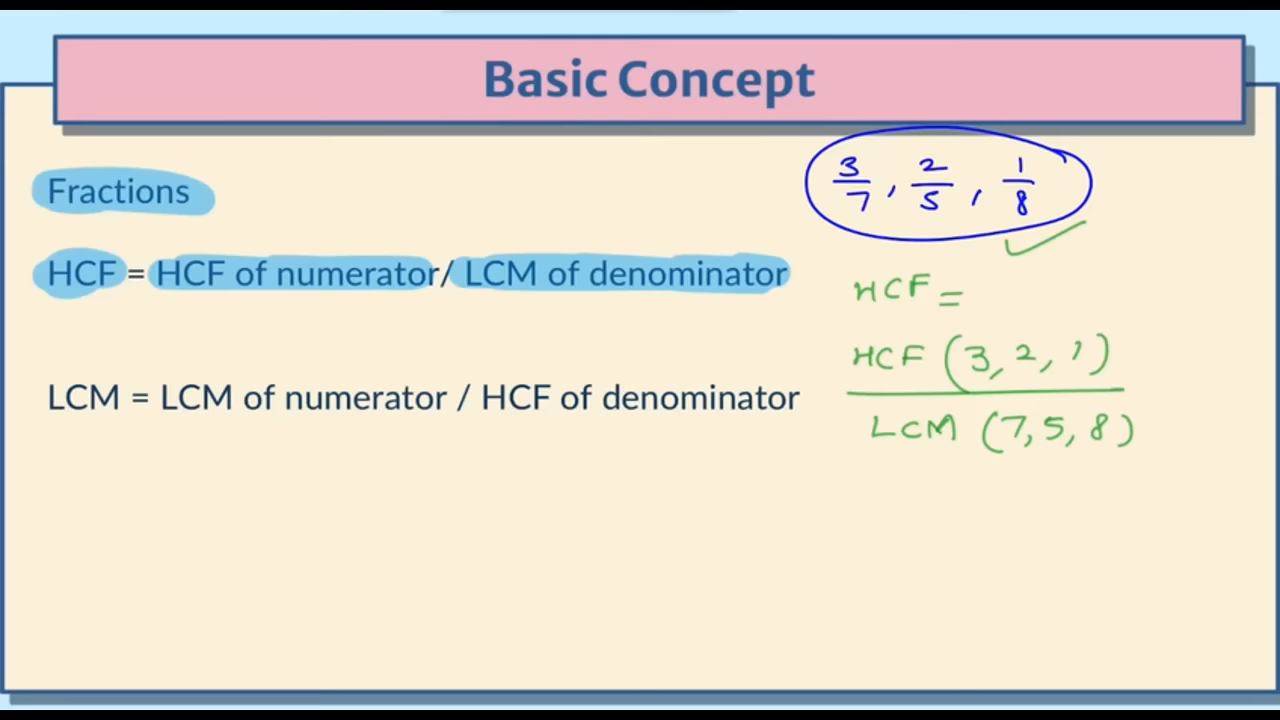 Basic Concept
Fractions
3/7, 2/5, 1/8
HCF = HCF of numerator/ LCM of denominator
HCF =
HCF (3, 2, 1)
LCM (7, 5, 8)
LCM = LCM of numerator / HCF of denominator